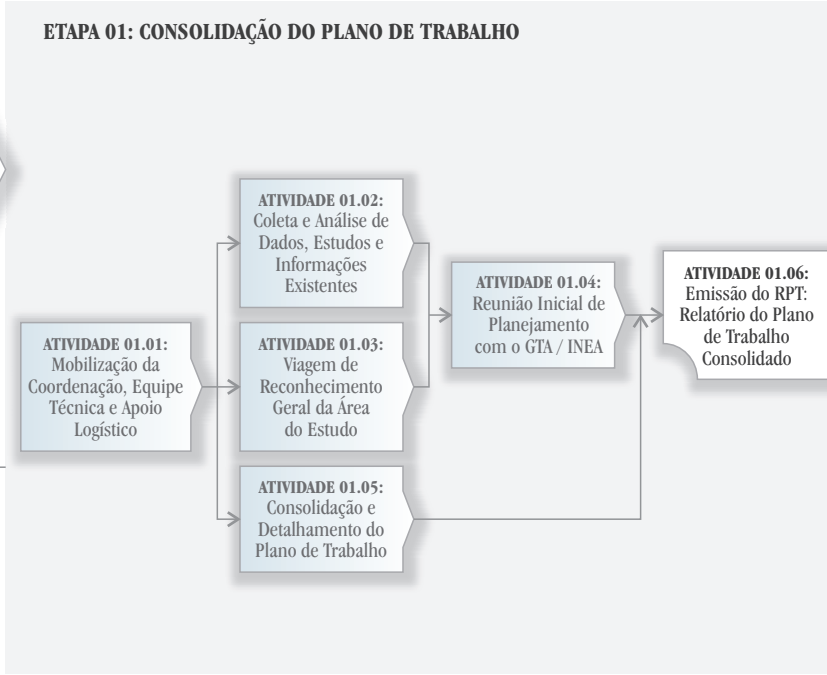 ETAPA 01: CONSOLIDAÇÃO DO PLANO DE TRABALHO
ATIVIDADE 01.01:
Mobilização da
Coordenação, Equipe
Técnica e Apoio
Logístico
ATIVIDADE 01.02:
Coleta e Análise de
Dados, Estudos e
Informações
Existentes
ATIVIDADE 01.03:
Viagem de
Reconhecimento
Geral da Área
do Estudo
ATIVIDADE 01.05:
Consolidação e
Detalhamento do
Plano de Trabalho
ATIVIDADE 01.04:
Reunião Inicial de
Planejamento
com o GTA / INEA
ATIVIDADE 01.06:
Emissão do RPT:
Relatório do Plano
de Trabalho
Consolidado